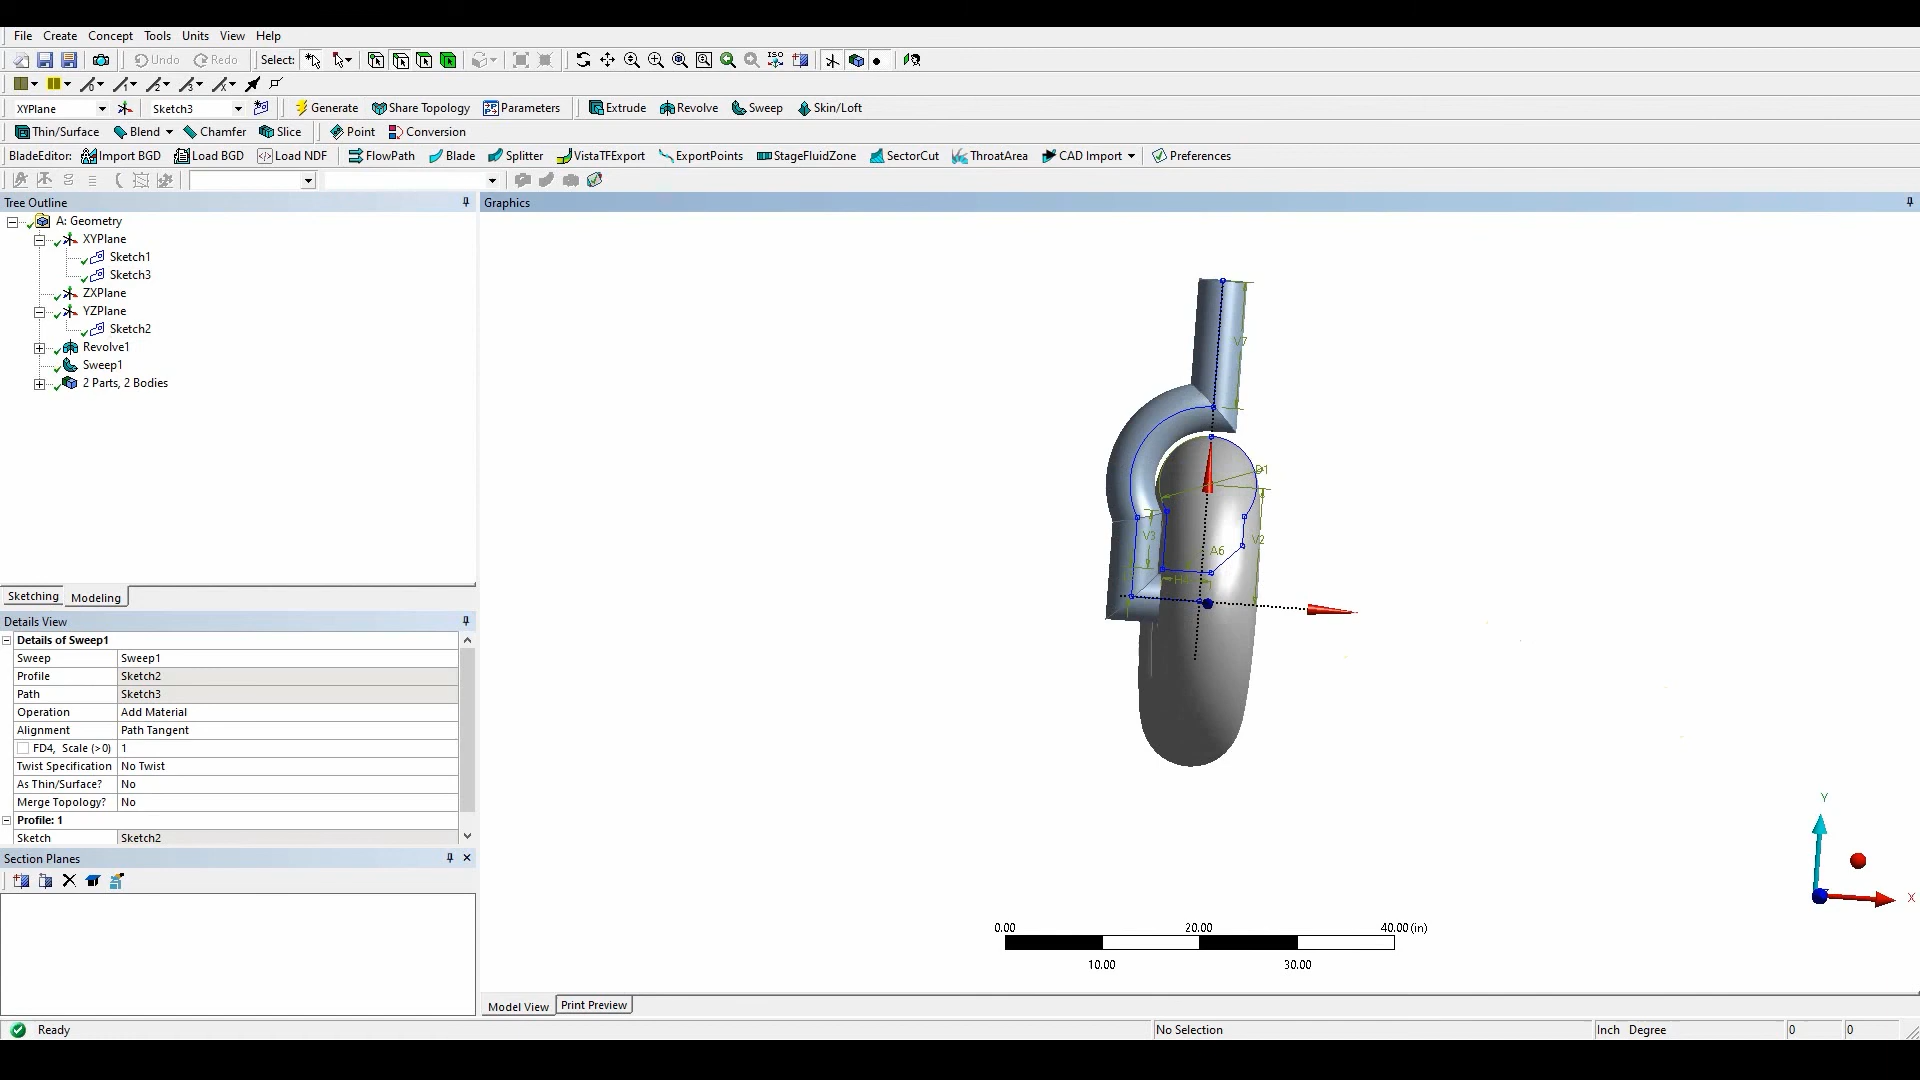 File Create Concept Tools Units View Help
Undo Redo Select: ISO
XYPlane Sketch3 Generate Share Topology Parameters Extrude Revolve Sweep Skin/Loft
Thin/Surface Blend Chamfer Slice Point Conversion
BladeEditor: Import BGD Load BGD Load NDF FlowPath Blade Splitter VistaTFExport ExportPoints StageFluidZone SectorCut ThroatArea CAD Import Preferences
Tree Outline
Graphics
A: Geometry
XYPlane
Sketch1
Sketch3
ZXPlane
YZPlane
Sketch2
Revolve1
Sweep1
2 Parts, 2 Bodies
Sketching Modeling
Details View
Details of Sweep1
Sweep Sweep1
Profile Sketch2
Path Sketch3
Operation Add Material
Alignment Path Tangent
FD4, Scale (>0) 1
Twist Specification No Twist
As Thin/Surface? No
Merge Topology? No
Profile: 1
Sketch Sketch2
Section Planes
V7
D1
V3
V2
A6
Y
X
0.00 20.00 40.00 (in)
10.00 30.00
Model View Print Preview
Ready
No Selection
Inch Degree 0 0